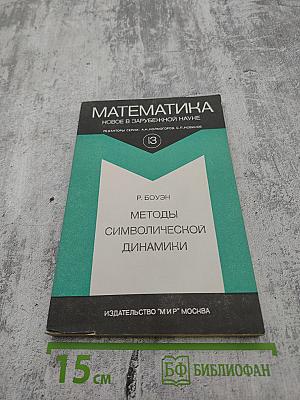 МАТЕМАТИКА
НОВОЕ В ЗАРУБЕЖНОЙ НАУКЕ
РЕДАКТОРЫ СЕРИИ: А.Н.КОЛМОГОРОВ, С.П.НОВИКОВ
13
Р. БОУЭН
МЕТОДЫ
СИМВОЛИЧЕСКОЙ
ДИНАМИКИ
ИЗДАТЕЛЬСТВО "МИР" МОСКВА
15 см
БФ БИБЛИОФАН